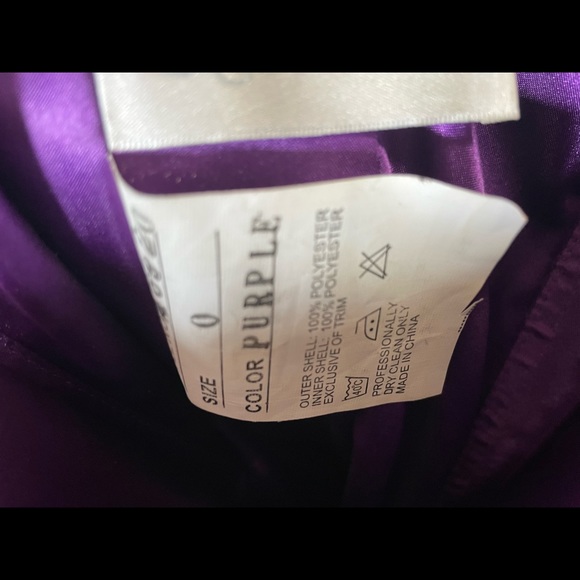 SIZE 0
COLOR PURPLE
OUTER SHELL: 100% POLYESTER
INNER SHELL: 100% POLYESTER
EXCLUSIVE OF TRIM
40℃
PROFESSIONALLY
DRY CLEAN ONLY
MADE IN CHINA